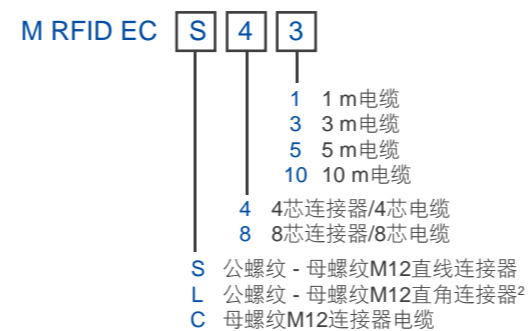 M RFID EC S 4 3
1 1 m电缆
3 3 m电缆
5 5 m电缆
10 10 m电缆
4 4芯连接器/4芯电缆
8 8芯连接器/8芯电缆
S 公螺纹 - 母螺纹M12直线连接器
L 公螺纹 - 母螺纹M12直角连接器²
C 母螺纹M12连接器电缆